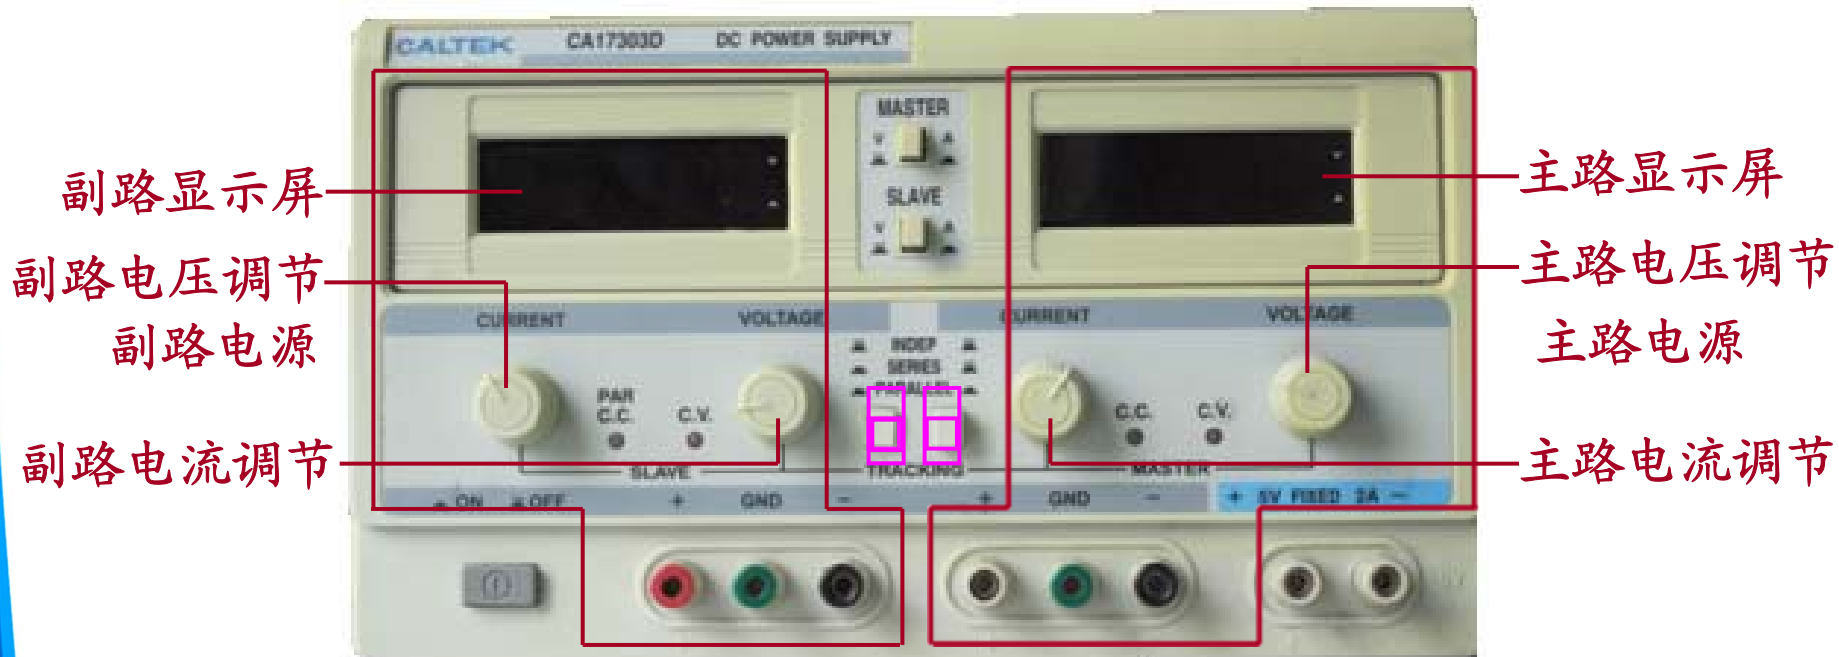 CALTEK CA17303D DC POWER SUPPLY
MASTER
V A
SLAVE
V A
副路显示屏
主路显示屏
副路电压调节
主路电压调节
副路电源
主路电源
副路电流调节
主路电流调节
CURRENT VOLTAGE CURRENT VOLTAGE
INDEP
SERIES
PARALLEL
PAR
C.C. C.V. C.C. C.V.
SLAVE TRACKING MASTER
ON OFF + GND - + GND - + 5V FIXED 2A -